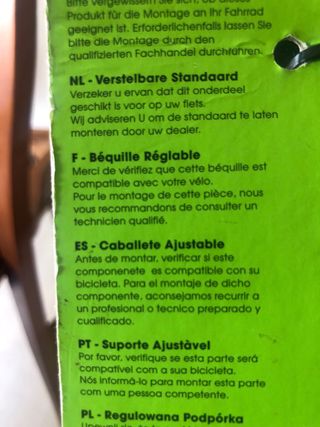 Bitte vergewissern Sie sich, ob dieses
Produkt für die Montage an Ihr Fahrrad
geeignet ist. Erforderlichenfalls lassen Sie
bitte die Montage durch den
qualifizierten Fachhandel durchführen.
NL - Verstelbare Standaard
Verzeker u ervan dat dit onderdeel
geschikt is voor op uw fiets.
Wij adviseren U om de standaard te laten
monteren door uw dealer.
F - Béquille Réglable
Merci de vérifiez que cette béquille est
compatible avec votre vélo.
Pour le montage de cette pièce, nous
vous recommandons de consulter un
technicien qualifié.
ES - Caballete Ajustable
Antes de montar, verificar si este
componenete es compatible con su
bicicleta. Para el montaje de dicho
componente, aconsejamos recurrir a
un profesional o tecnico preparado y
cualificado.
PT - Suporte Ajustàvel
Por favor, verifique se esta parte será
compatível com a sua bicicleta.
Nós informá-lo para montar esta parte
com uma pessoa competente.
PL - Regulowana Podpórka